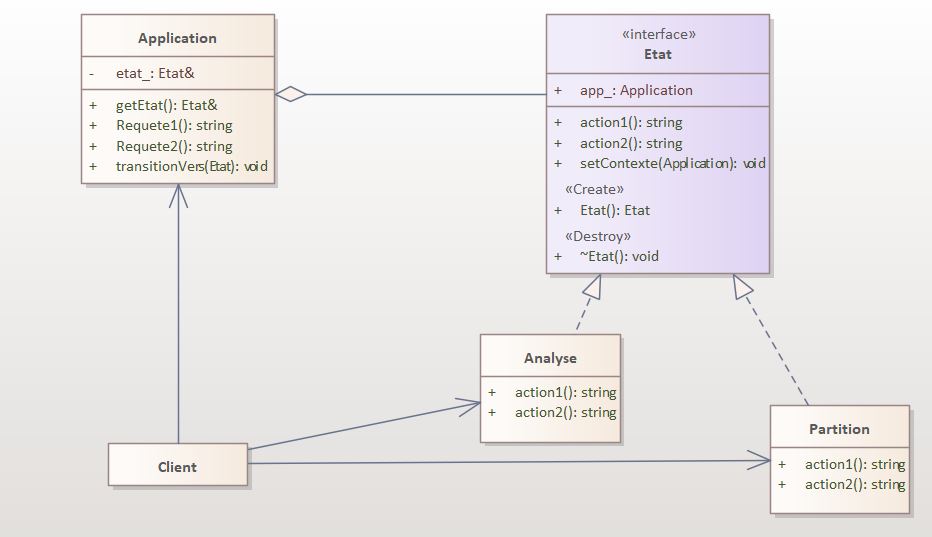 Application
- etat_: Etat&
+ getEtat(): Etat&
+ Requete1(): string
+ Requete2(): string
+ transitionVers(Etat): void
«interface»
Etat
+ app_: Application
+ action1(): string
+ action2(): string
+ setContexte(Application): void
«Create»
+ Etat(): Etat
«Destroy»
+ ~Etat(): void
Analyse
+ action1(): string
+ action2(): string
Partition
+ action1(): string
+ action2(): string
Client